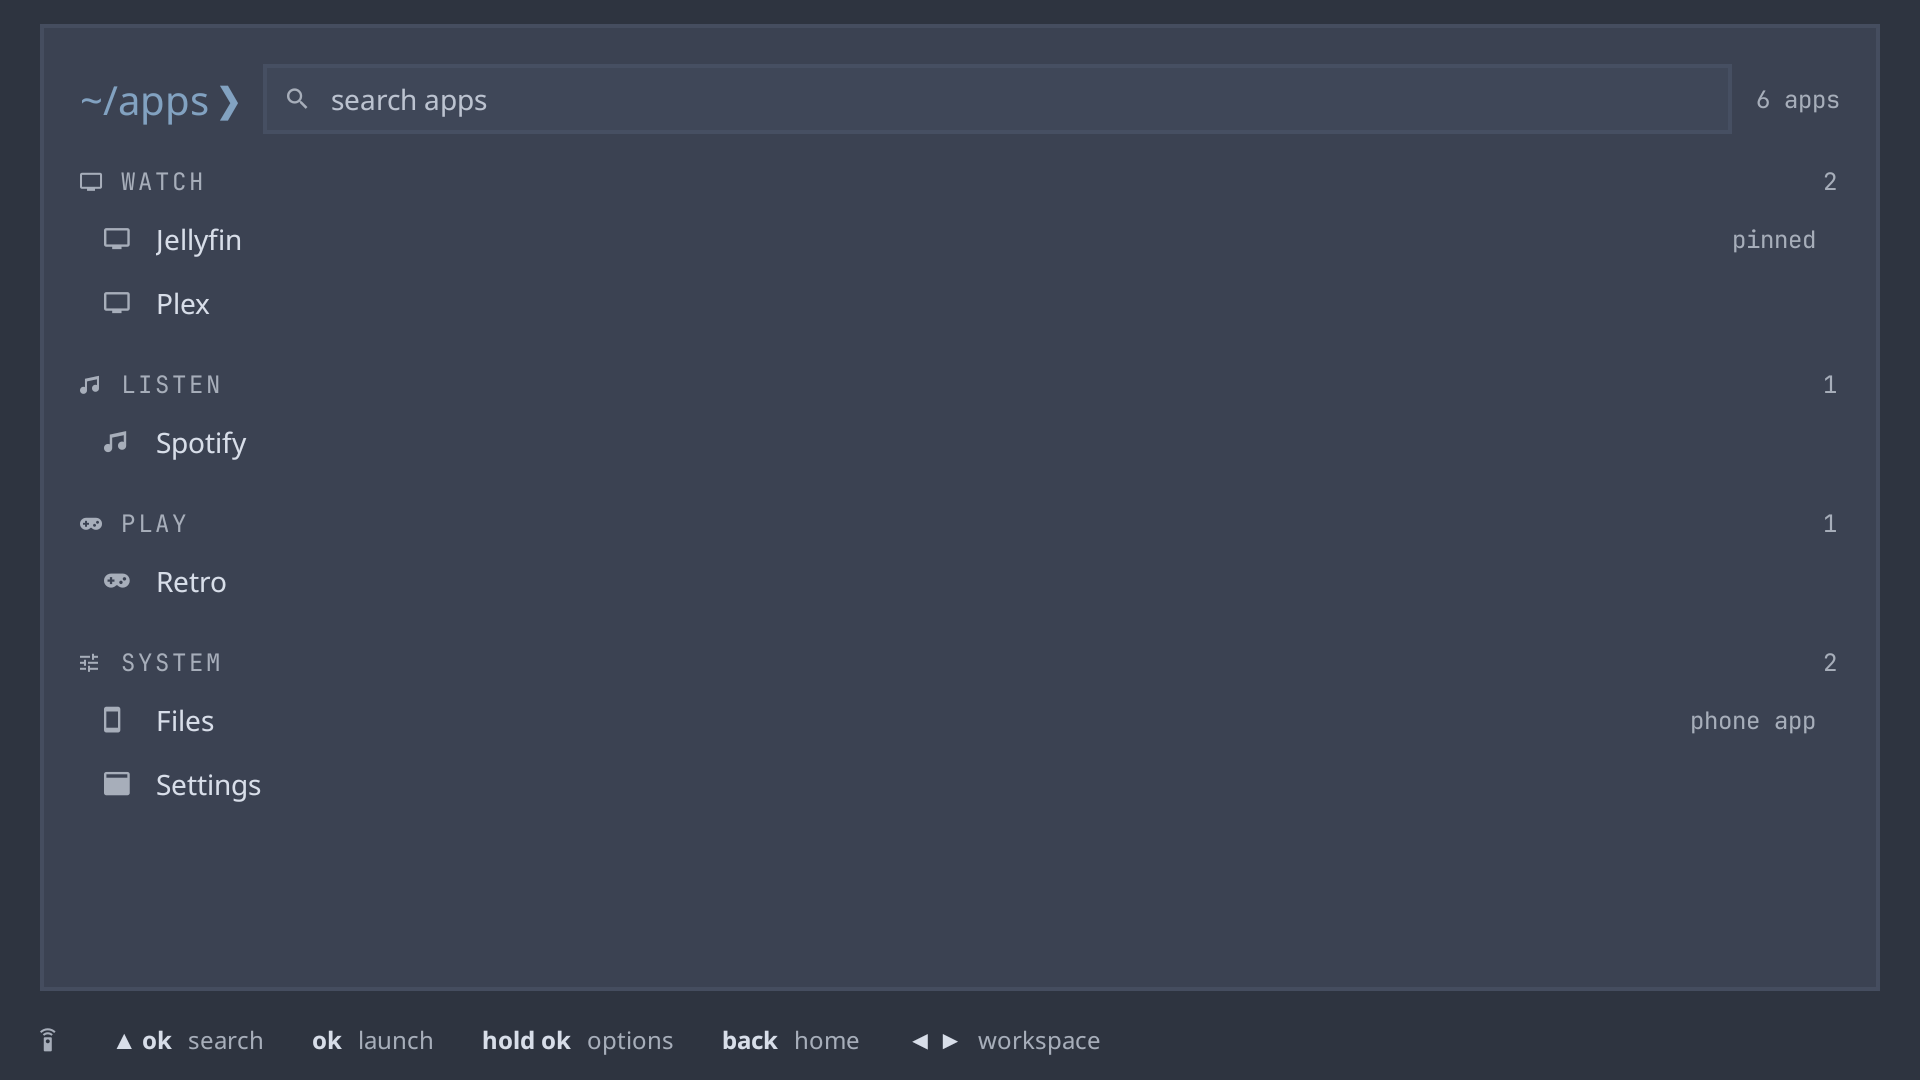 ~/apps ❯ search apps 6 apps
WATCH 2
Jellyfin pinned
Plex
LISTEN 1
Spotify
PLAY 1
Retro
SYSTEM 2
Files phone app
Settings
▲ ok search ok launch hold ok options back home ◀ ▶ workspace